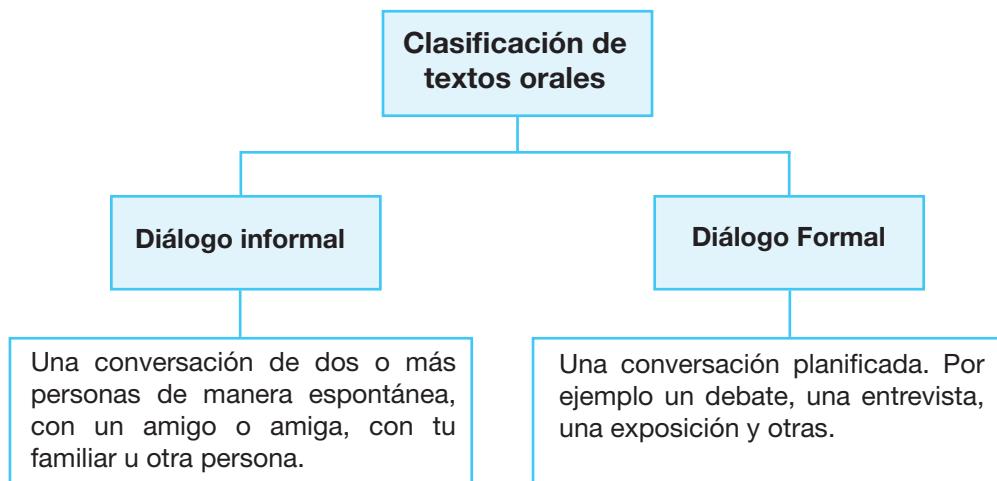 Clasificación de
textos orales
Diálogo informal
Diálogo Formal
Una conversación de dos o más
personas de manera espontánea,
con un amigo o amiga, con tu
familiar u otra persona.
Una conversación planificada. Por
ejemplo un debate, una entrevista,
una exposición y otras.